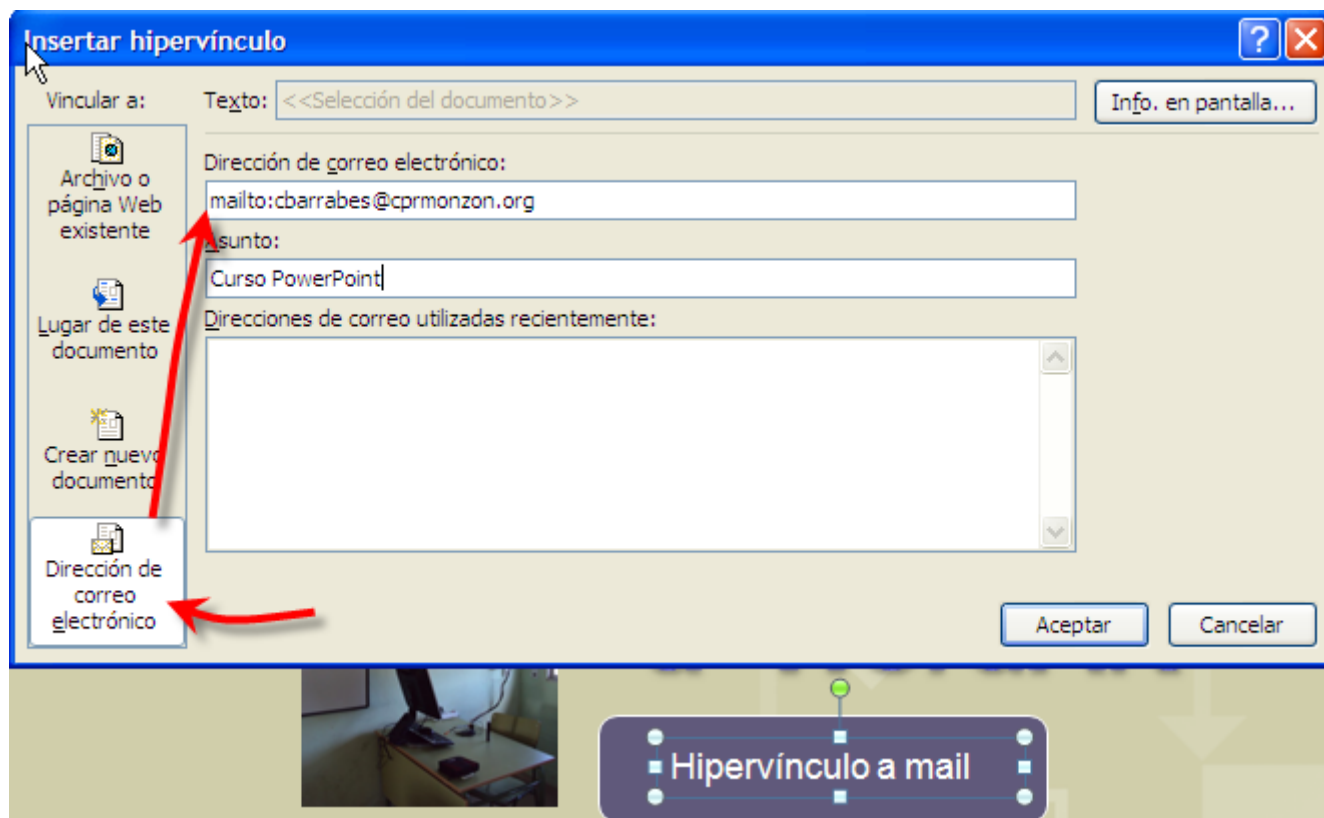 Insertar hipervínculo
Vincular a:
Texto: <<Selección del documento>>
Info. en pantalla...
Archivo o
página Web
existente
Lugar de este
documento
Crear nuevo
documento
Dirección de
correo
electrónico
Dirección de correo electrónico:
mailto:cbarrabes@cprmonzon.org
Asunto:
Curso PowerPoint
Direcciones de correo utilizadas recientemente:
Aceptar
Cancelar
Hipervínculo a mail